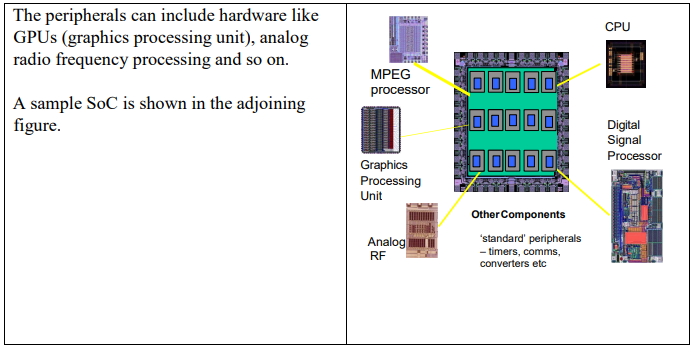 The peripherals can include hardware like
GPUs (graphics processing unit), analog
radio frequency processing and so on.
A sample SoC is shown in the adjoining
figure.
CPU
MPEG
processor
Digital
Signal
Processor
Graphics
Processing
Unit
Other Components
Analog
RF
‘standard’ peripherals
– timers, comms,
converters etc